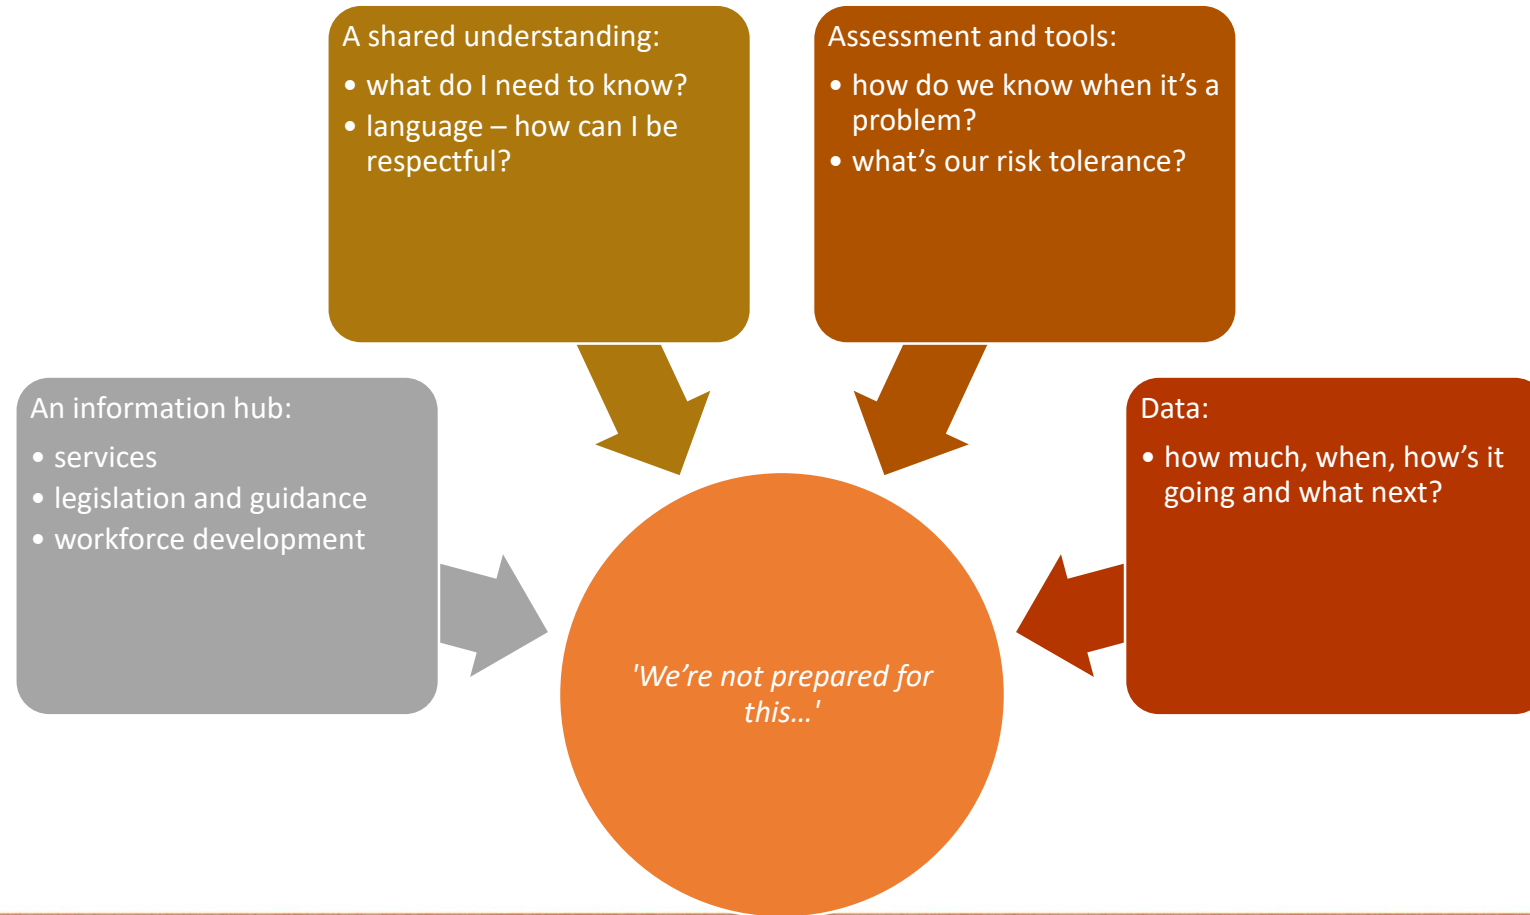 A shared understanding:
• what do I need to know?
• language – how can I be
respectful?
Assessment and tools:
• how do we know when it’s a
problem?
• what’s our risk tolerance?
An information hub:
• services
• legislation and guidance
• workforce development
Data:
• how much, when, how’s it
going and what next?
'We’re not prepared for
this…'